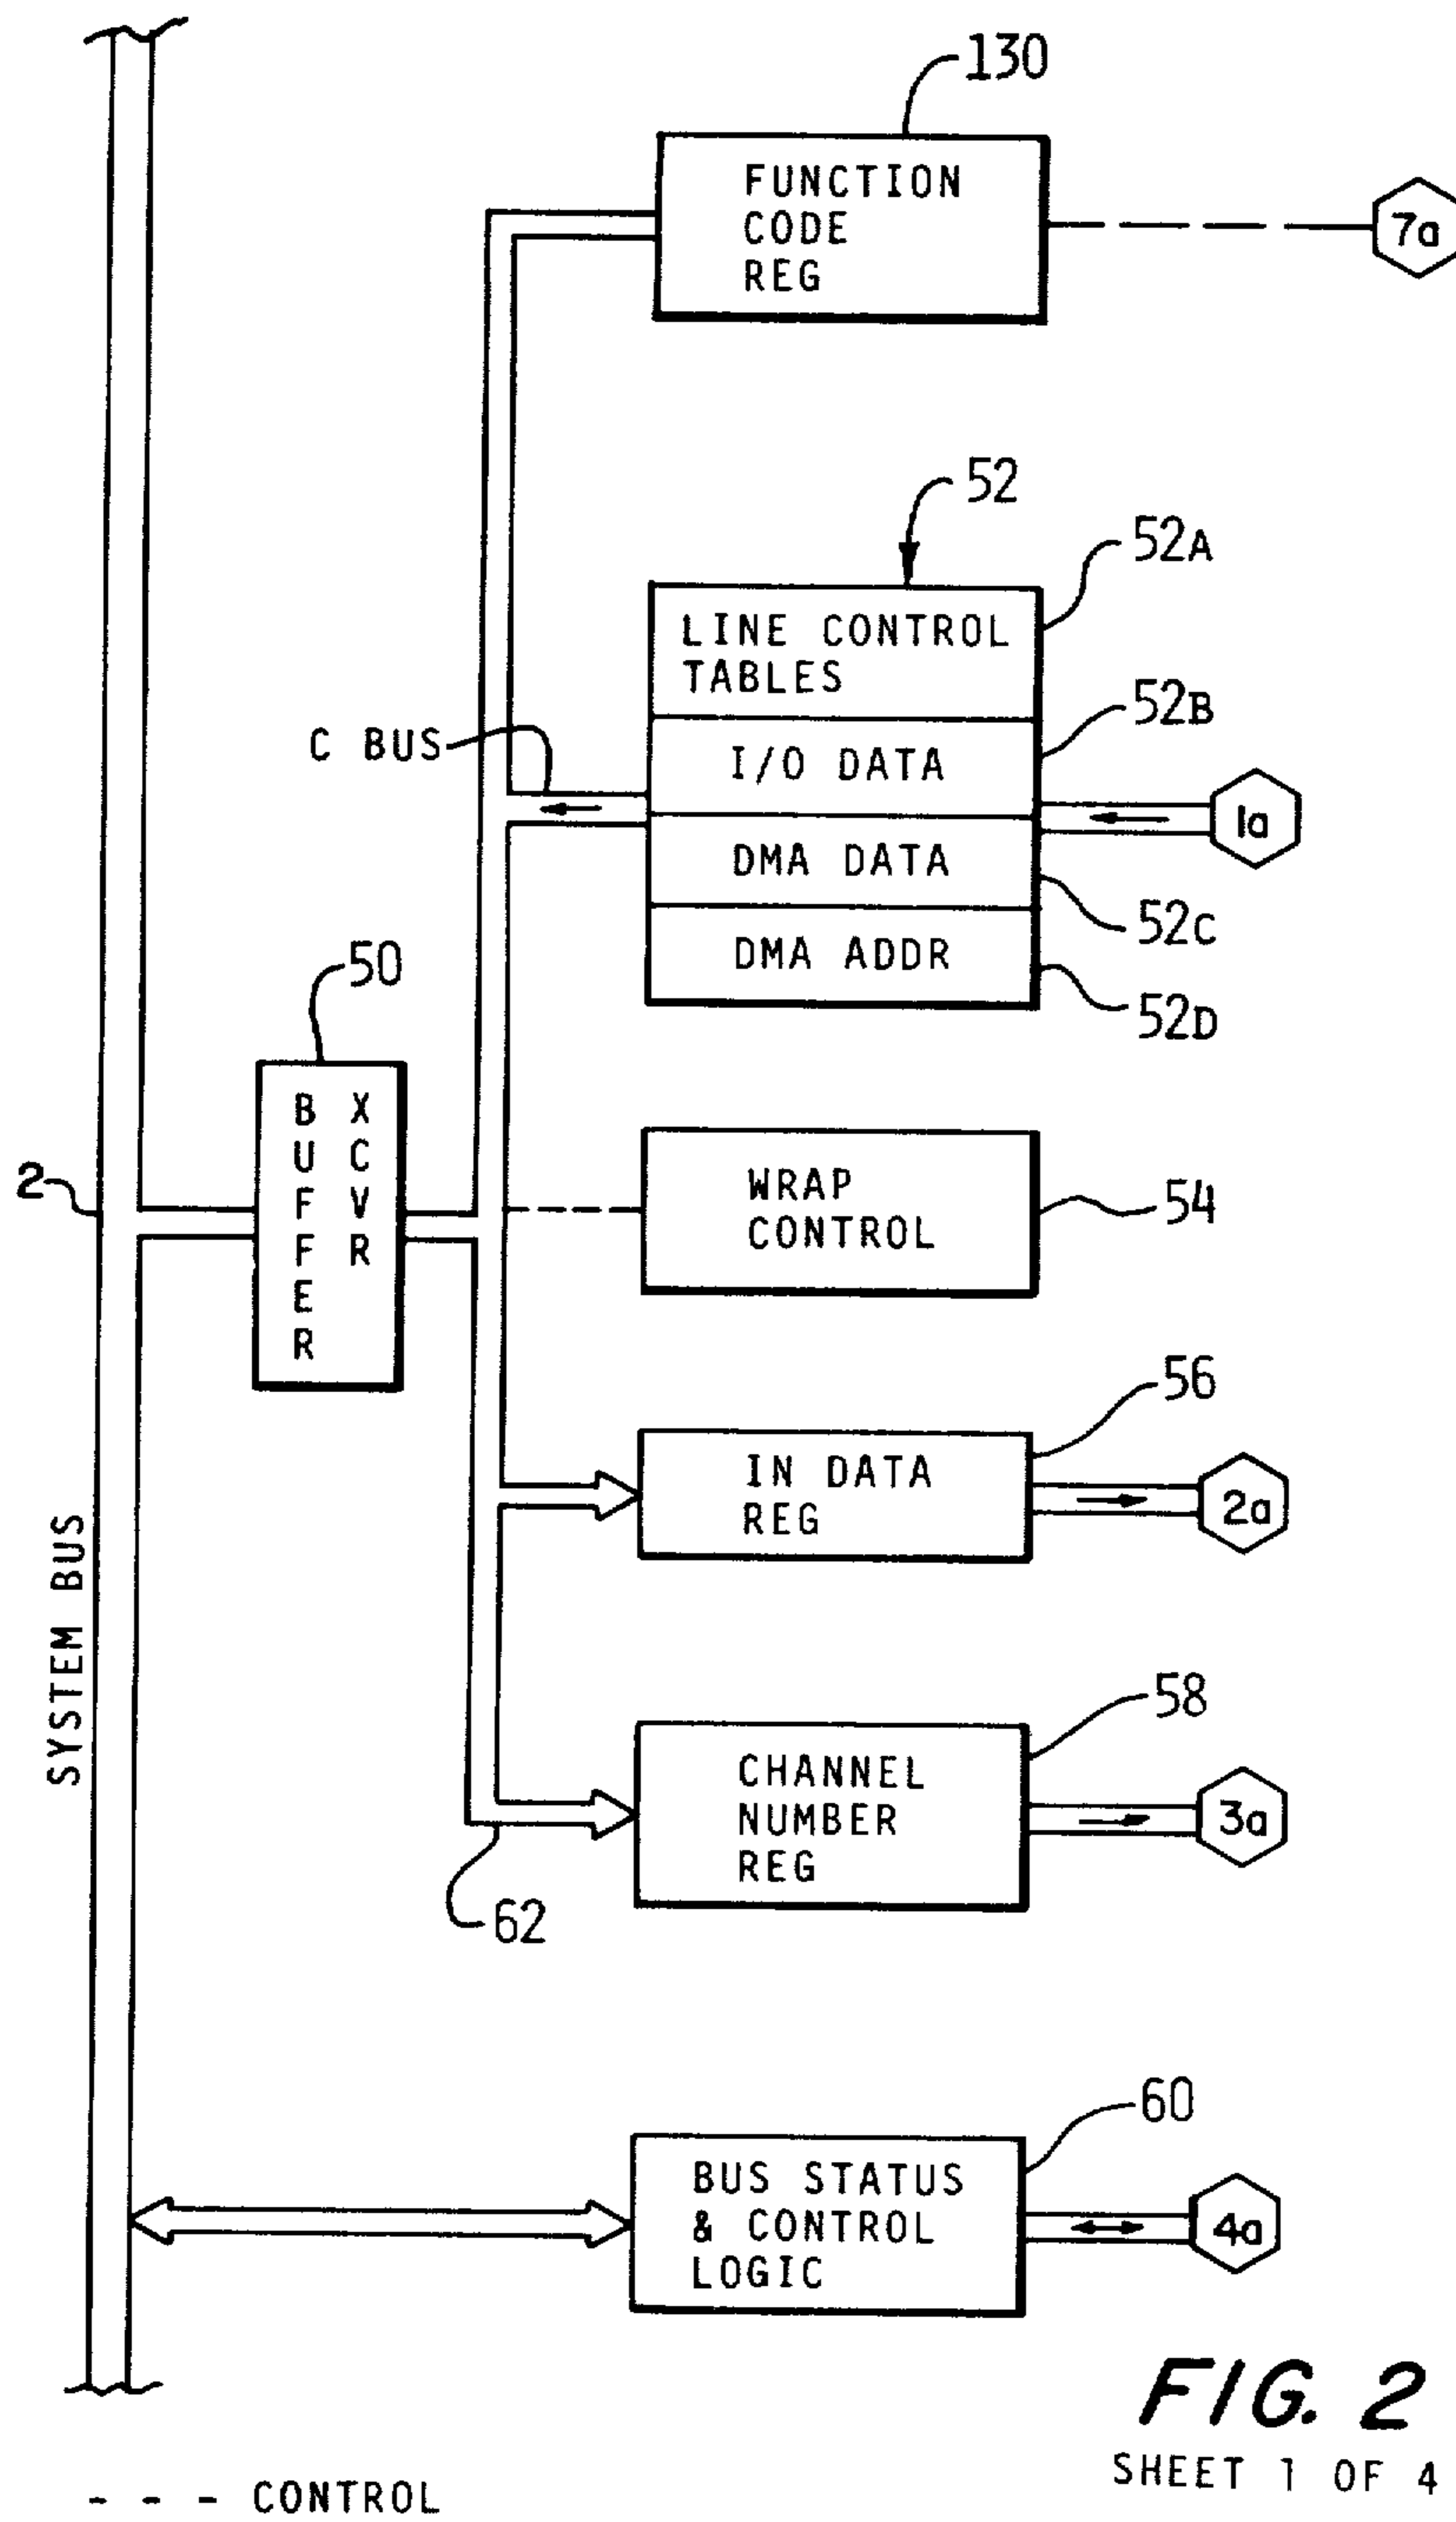 130
FUNCTION
CODE
REG
7a
52
52A
LINE CONTROL
TABLES
52B
C BUS
I/O DATA
1a
DMA DATA
52C
DMA ADDR
52D
50
BUFFER
XCVR
2
WRAP
CONTROL
54
56
IN DATA
REG
2a
SYSTEM BUS
58
CHANNEL
NUMBER
REG
3a
62
60
BUS STATUS
& CONTROL
LOGIC
4a
FIG. 2
SHEET 1 OF 4
- - - CONTROL